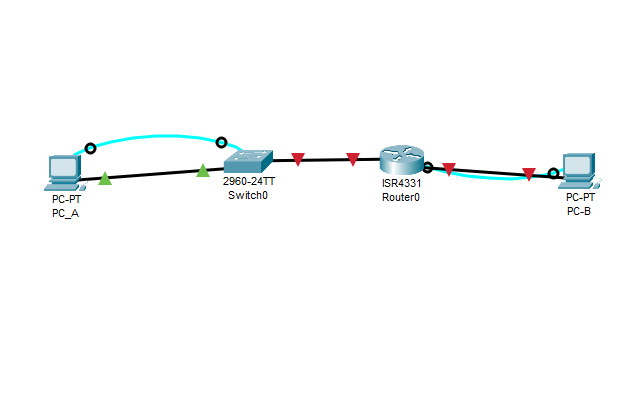 PC-PT
PC_A
2960-24TT
Switch0
ISR4331
Router0
PC-PT
PC-B